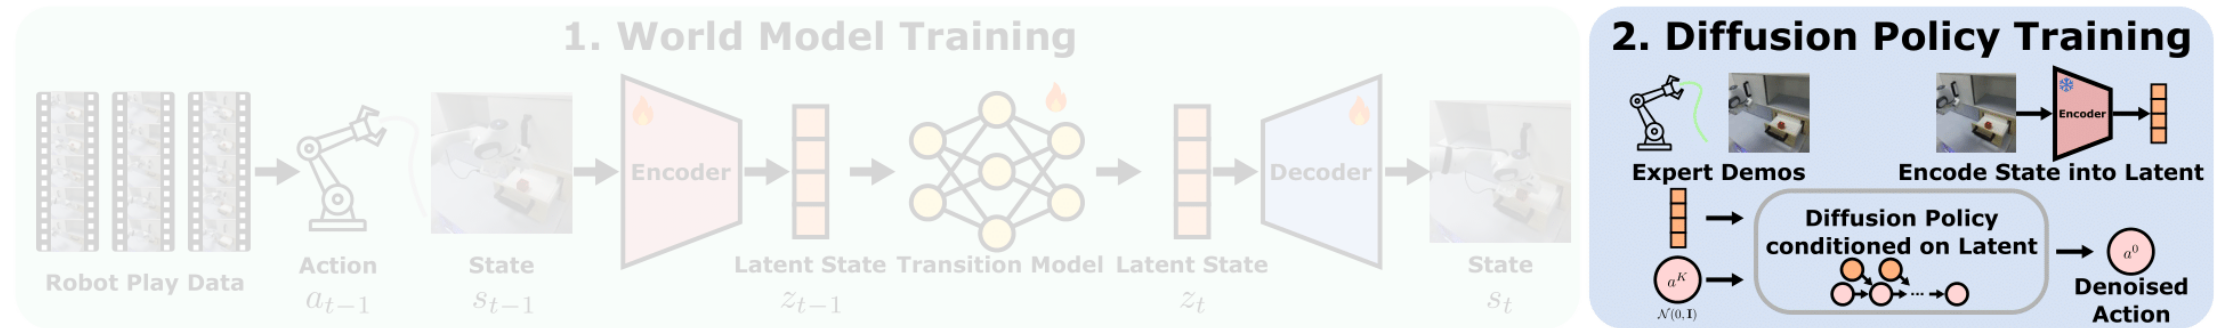 1. World Model Training
Robot Play Data
Action
a_{t−1}
State
s_{t−1}
Encoder
Latent State
z_{t−1}
Transition Model
Latent State
z_t
Decoder
State
s_t
2. Diffusion Policy Training
Expert Demos
Encoder
Encode State into Latent
Diffusion Policy
conditioned on Latent
a^K
𝒩(0, I)
...
a^0
Denoised
Action